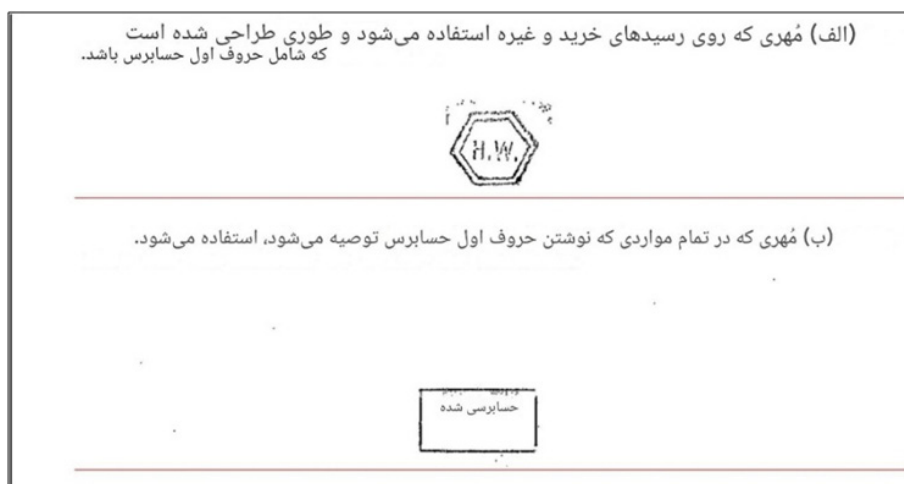 (الف) مُهری که روی رسیدهای خرید و غیره استفاده می‌شود و طوری طراحی شده است
که شامل حروف اول حسابرس باشد.
H.W.
(ب) مُهری که در تمام مواردی که نوشتن حروف اول حسابرس توصیه می‌شود، استفاده می‌شود.
حسابرسی شده